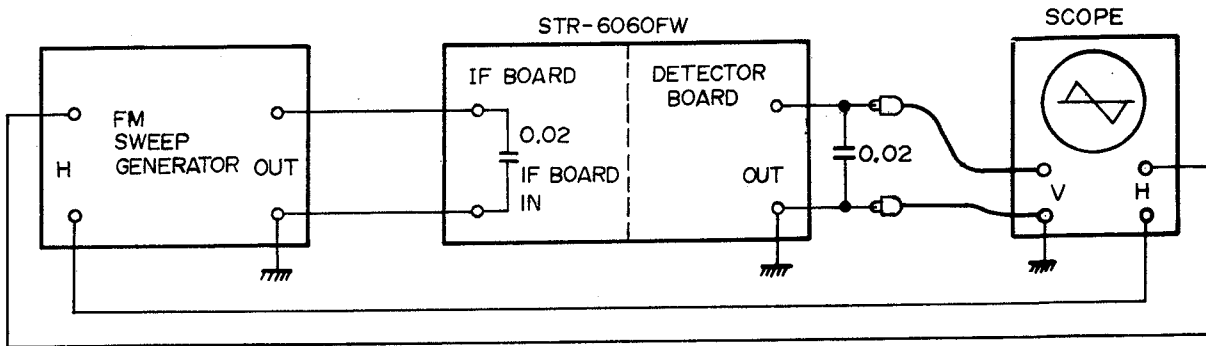 STR-6060FW
SCOPE
FM
SWEEP
GENERATOR
H
OUT
IF BOARD
0.02
IF BOARD
IN
DETECTOR
BOARD
OUT
0.02
V
H